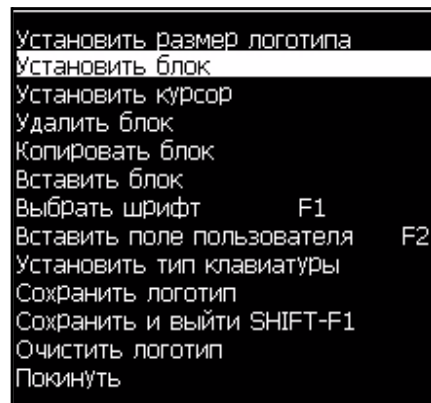 Установить размер логотипа
Установить блок
Установить курсор
Удалить блок
Копировать блок
Вставить блок
Выбрать шрифт F1
Вставить поле пользователя F2
Установить тип клавиатуры
Сохранить логотип
Сохранить и выйти SHIFT-F1
Очистить логотип
Покинуть